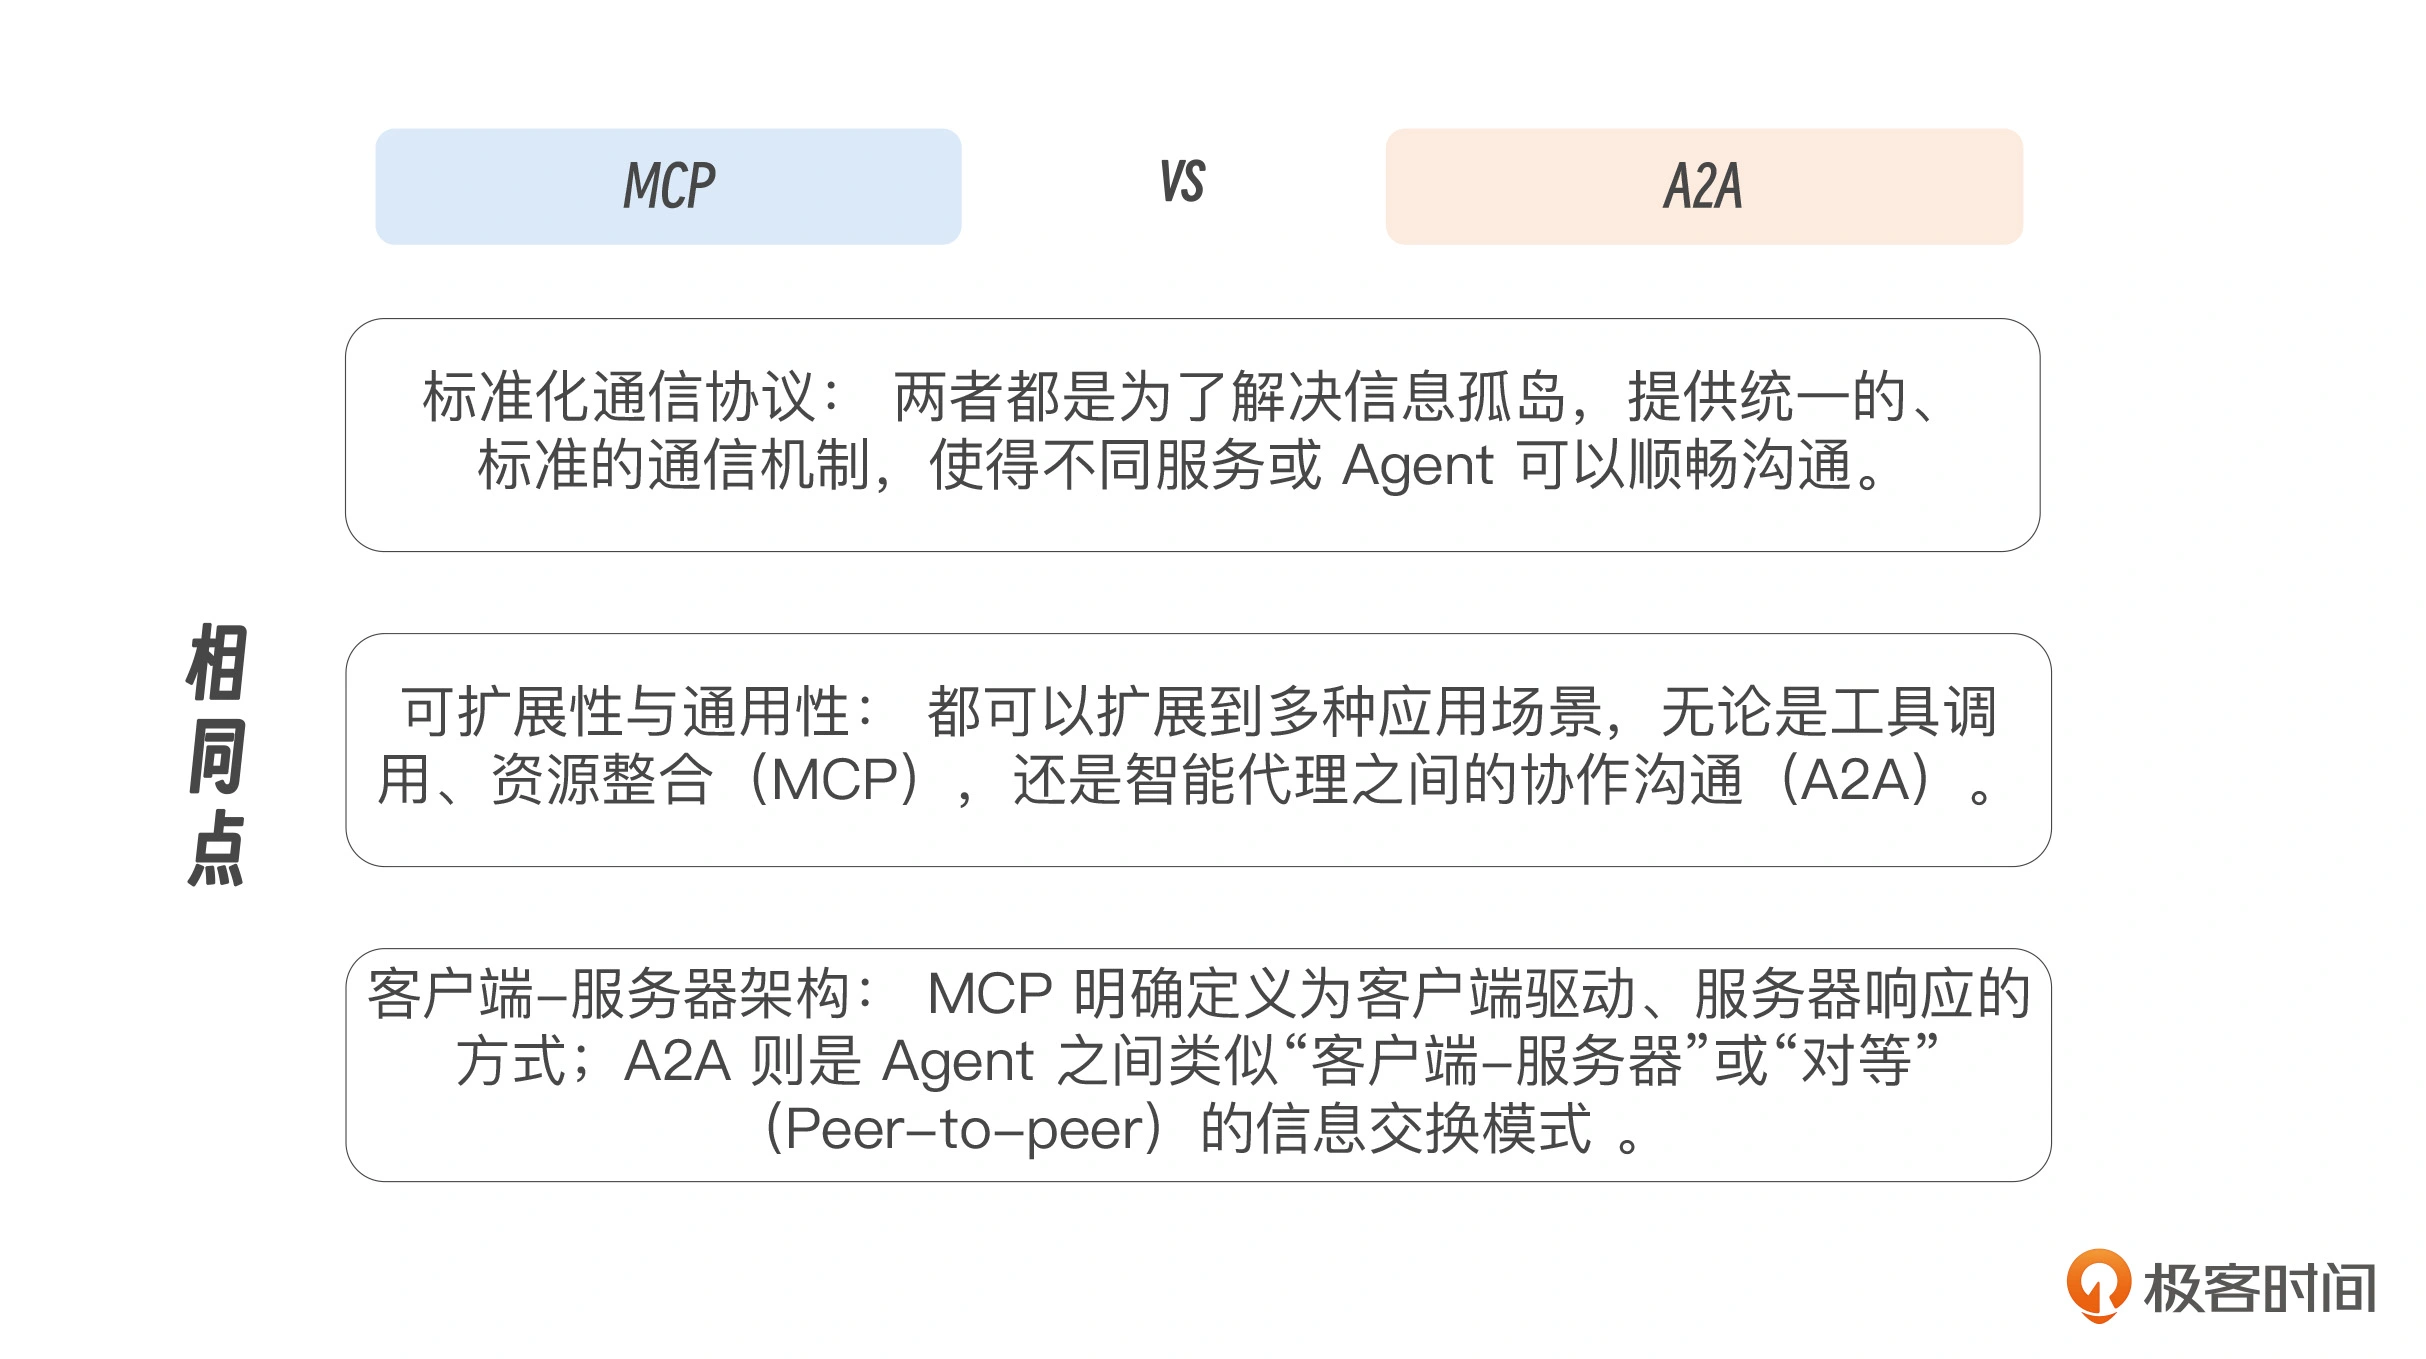 MCP
VS
A2A
相同点
标准化通信协议： 两者都是为了解决信息孤岛，提供统一的、
标准的通信机制，使得不同服务或 Agent 可以顺畅沟通。
可扩展性与通用性： 都可以扩展到多种应用场景，无论是工具调
用、资源整合（MCP），还是智能代理之间的协作沟通（A2A）。
客户端–服务器架构： MCP 明确定义为客户端驱动、服务器响应的
方式；A2A 则是 Agent 之间类似“客户端–服务器”或“对等”
（Peer–to–peer）的信息交换模式 。
极客时间